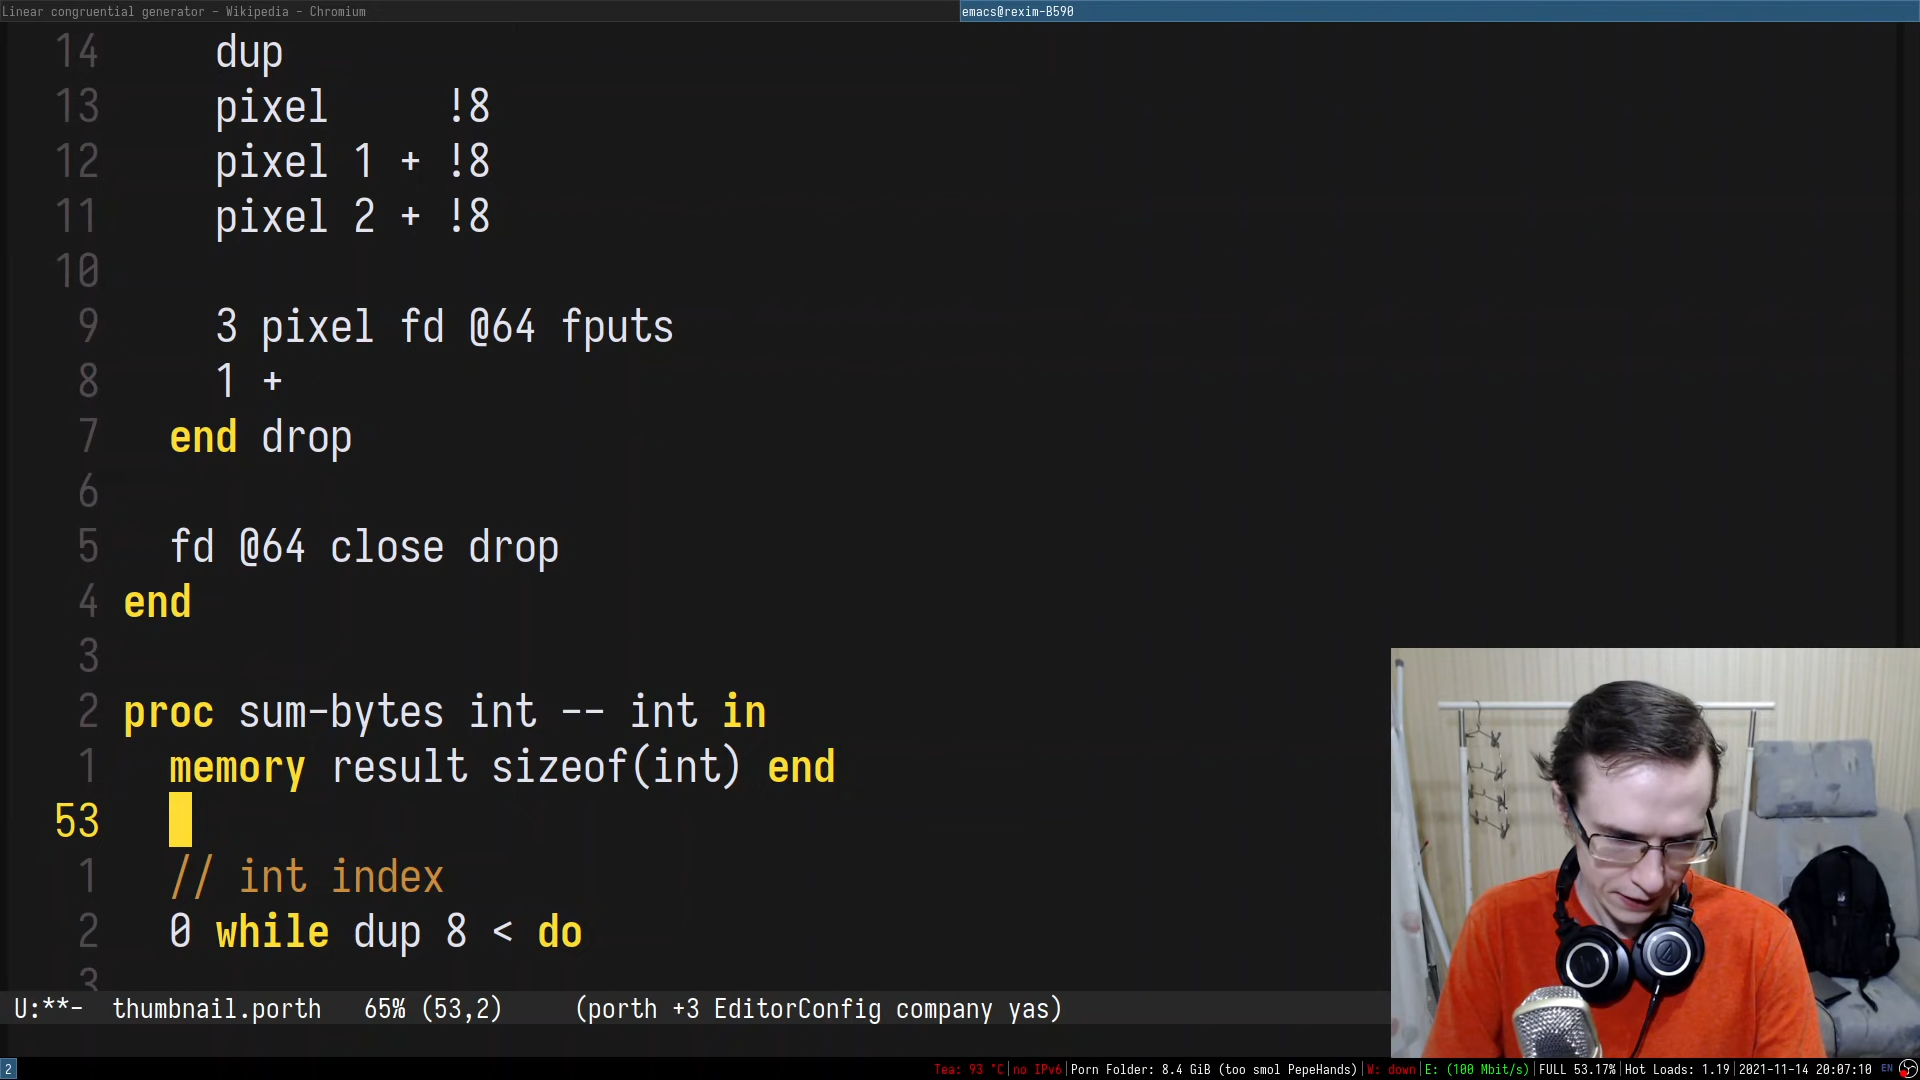 Linear congruential generator - Wikipedia - Chromium
emacs@rexim-B590
14 dup
13 pixel !8
12 pixel 1 + !8
11 pixel 2 + !8
10
9 3 pixel fd @64 fputs
8 1 +
7 end drop
6
5 fd @64 close drop
4 end
3
2 proc sum-bytes int -- int in
1 memory result sizeof(int) end
53
1 // int index
2 0 while dup 8 < do
3
U:**- thumbnail.porth 65% (53,2) (porth +3 EditorConfig company yas)
2 Tea: 93 °C|no IPv6|Porn Folder: 8.4 GiB (too smol PepeHands)|W: down|E: (100 Mbit/s)|FULL 53.17%|Hot Loads: 1.19|2021-11-14 20:07:10 EN